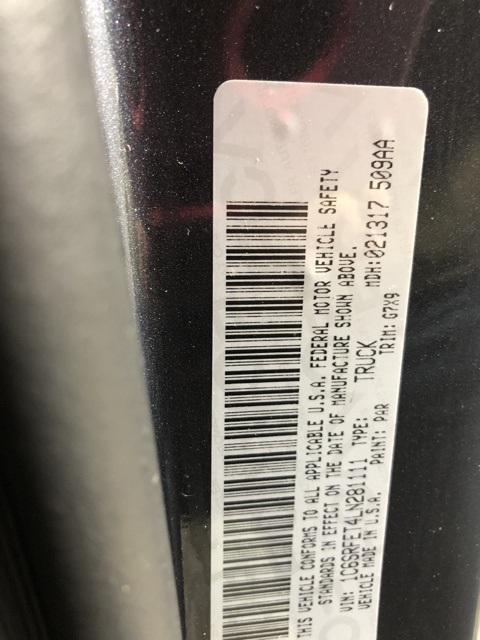 THIS VEHICLE CONFORMS TO ALL APPLICABLE U.S.A. FEDERAL MOTOR VEHICLE SAFETY
STANDARDS IN EFFECT ON THE DATE OF MANUFACTURE SHOWN ABOVE.
VIN: 1C6SRFET4LN281111 TYPE: TRUCK MDH:021317 509AA
VEHICLE MADE IN U.S.A. PAINT: PAR TRIM: G7X9